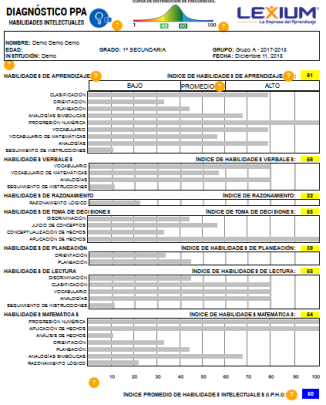 CURVA DE DISTRIBUCIÓN DE FRECUENCIAS.
DIAGNÓSTICO PPA
HABILIDADES INTELECTUALES
1 40 60 100
LEXIUM®
La Empresa del Aprendizaje
NOMBRE: Demo Demo Demo
EDAD: GRADO: 1º SECUNDARIA GRUPO: Grupo A - 2017-2018
INSTITUCIÓN: Demo FECHA: Diciembre 11, 2018
HABILIDADES DE APRENDIZAJE: ÍNDICE DE HABILIDADES DE APRENDIZAJE: 61
BAJO PROMEDIO ALTO
CLASIFICACIÓN
ORIENTACIÓN
PLANEACIÓN
ANALOGÍAS SIMBÓLICAS
PROGRESIÓN NUMÉRICA
VOCABULARIO
VOCABULARIO DE MATEMÁTICAS
ANALOGÍAS
SEGUIMIENTO DE INSTRUCCIONES
HABILIDADES VERBALES ÍNDICE DE HABILIDADES VERBALES:
VOCABULARIO
VOCABULARIO DE MATEMÁTICAS
ANALOGÍAS
SEGUIMIENTO DE INSTRUCCIONES
HABILIDADES DE RAZONAMIENTO ÍNDICE DE RAZONAMIENTO: 22
RAZONAMIENTO LÓGICO
HABILIDADES DE TOMA DE DECISIONES ÍNDICE DE TOMA DE DECISIONES:
DISCRIMINACIÓN
JUICIO DE CONCEPTOS
CONCEPTUALIZACIÓN DE HECHOS
APLICACIÓN DE HECHOS
HABILIDADES DE PLANEACIÓN ÍNDICE DE HABILIDADES DE PLANEACIÓN: 39
ORIENTACIÓN
PLANEACIÓN
HABILIDADES DE LECTURA ÍNDICE DE HABILIDADES DE LECTURA:
DISCRIMINACIÓN
CLASIFICACIÓN
VOCABULARIO
ANALOGÍAS
SEGUIMIENTO DE INSTRUCCIONES
HABILIDADES MATEMÁTICAS ÍNDICE DE HABILIDADES MATEMÁTICAS: 54
PROGRESIÓN NUMÉRICA
APLICACIÓN DE HECHOS
ANÁLISIS DE HECHOS
ORIENTACIÓN
PLANEACIÓN
ANALOGÍAS SIMBÓLICAS
RAZONAMIENTO LÓGICO
10 20 30 40 50 60 70 80 90 100
ÍNDICE PROMEDIO DE HABILIDADES INTELECTUALES (I.P.H.I): 50